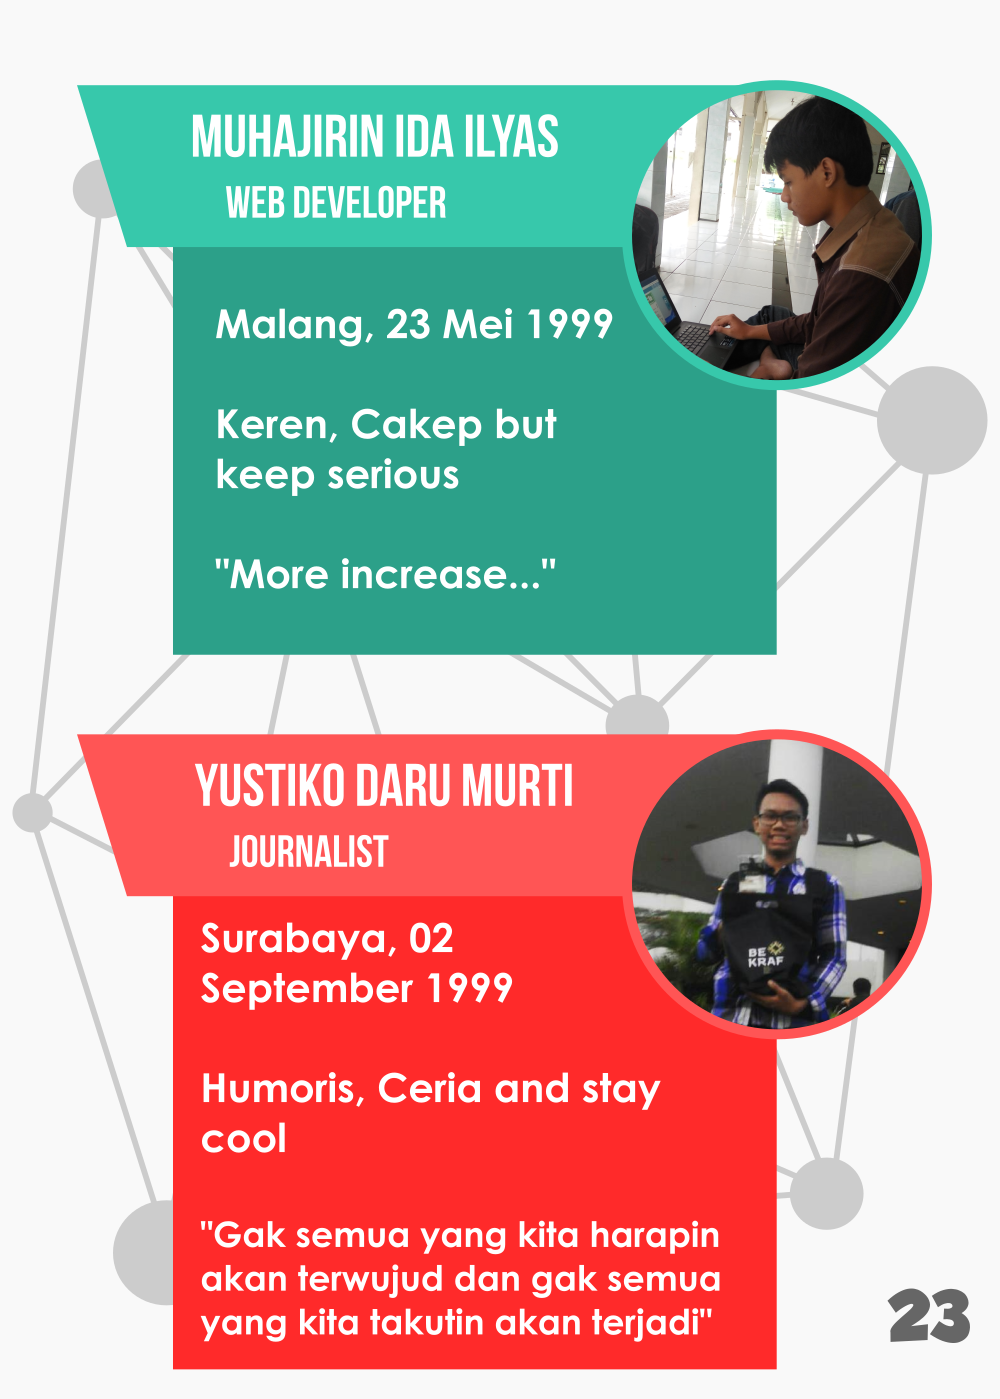 MUHAJIRIN IDA ILYAS
WEB DEVELOPER
Malang, 23 Mei 1999
Keren, Cakep but
keep serious
"More increase..."
YUSTIKO DARU MURTI
JOURNALIST
BE
KRAF
Surabaya, 02
September 1999
Humoris, Ceria and stay
cool
"Gak semua yang kita harapin
akan terwujud dan gak semua
yang kita takutin akan terjadi"
23